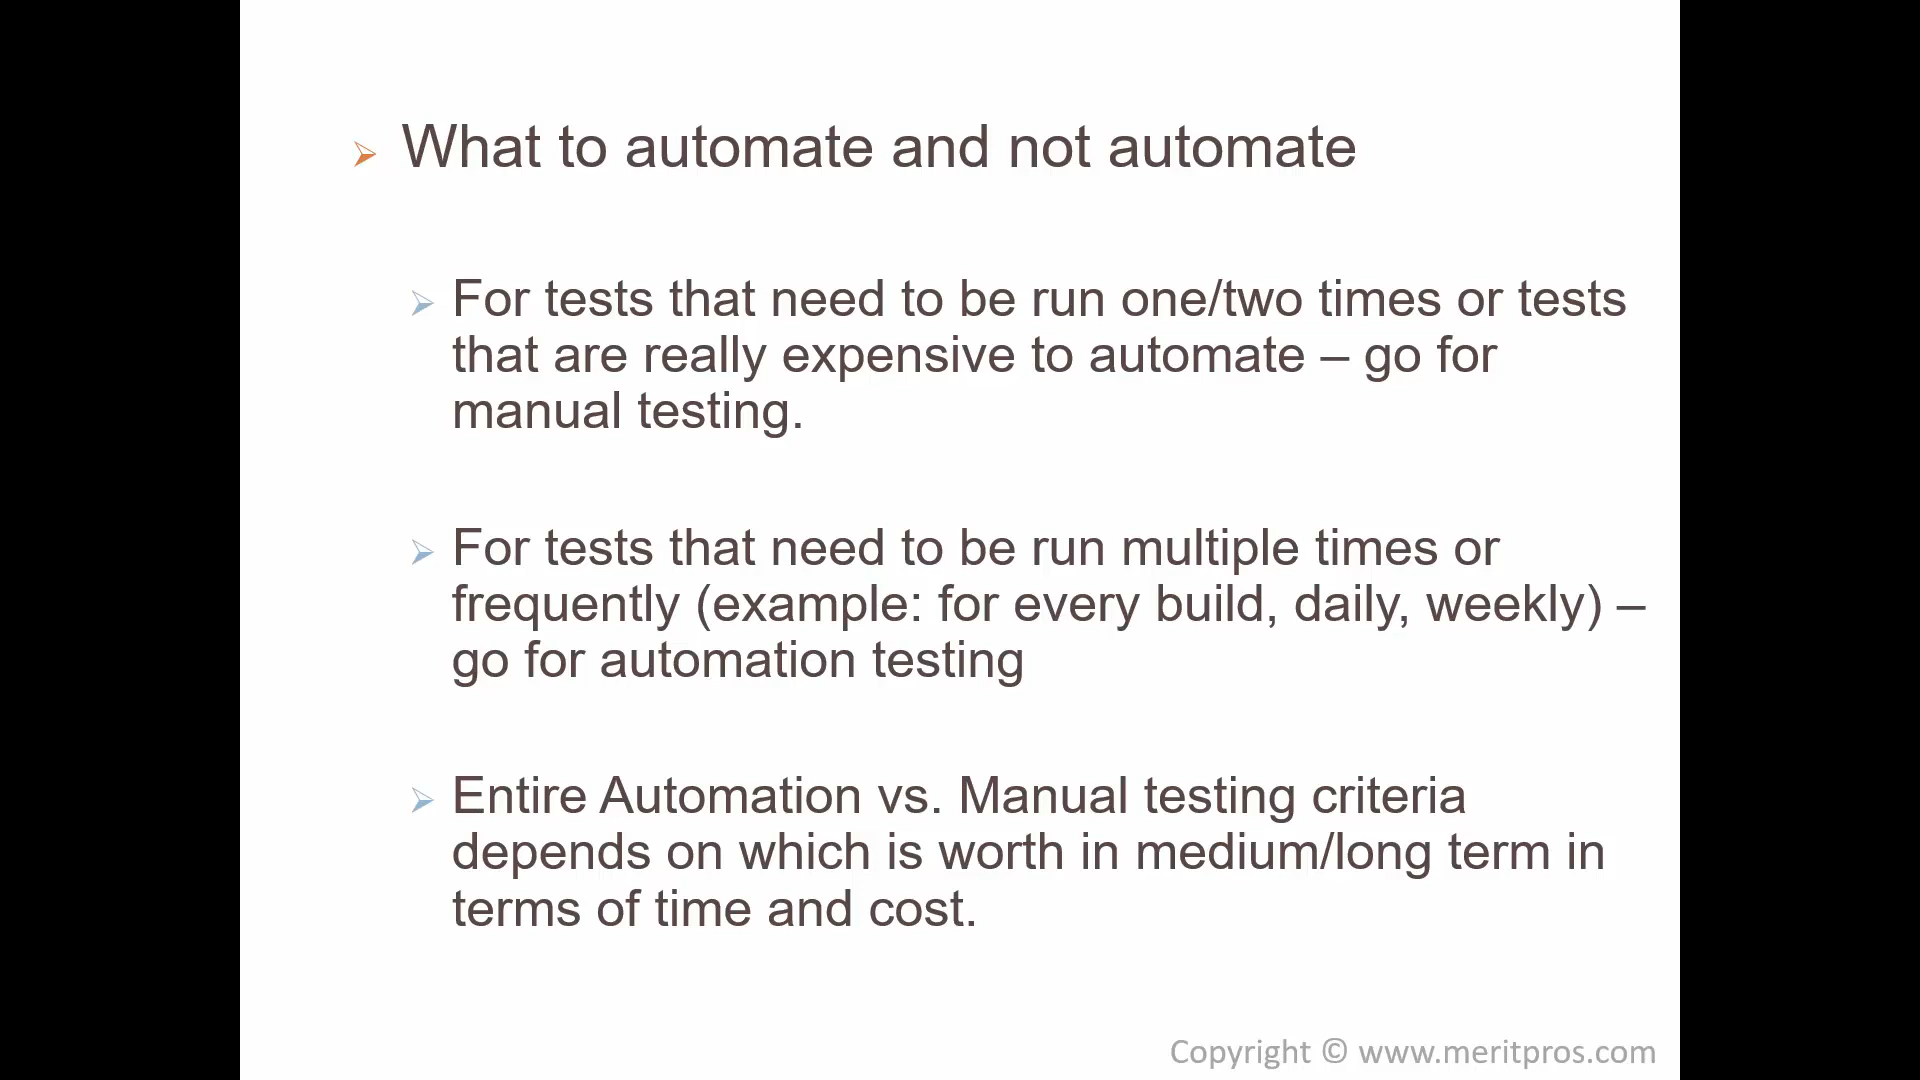 What to automate and not automate
For tests that need to be run one/two times or tests
that are really expensive to automate – go for
manual testing.
For tests that need to be run multiple times or
frequently (example: for every build, daily, weekly) –
go for automation testing
Entire Automation vs. Manual testing criteria
depends on which is worth in medium/long term in
terms of time and cost.
Copyright © www.meritpros.com